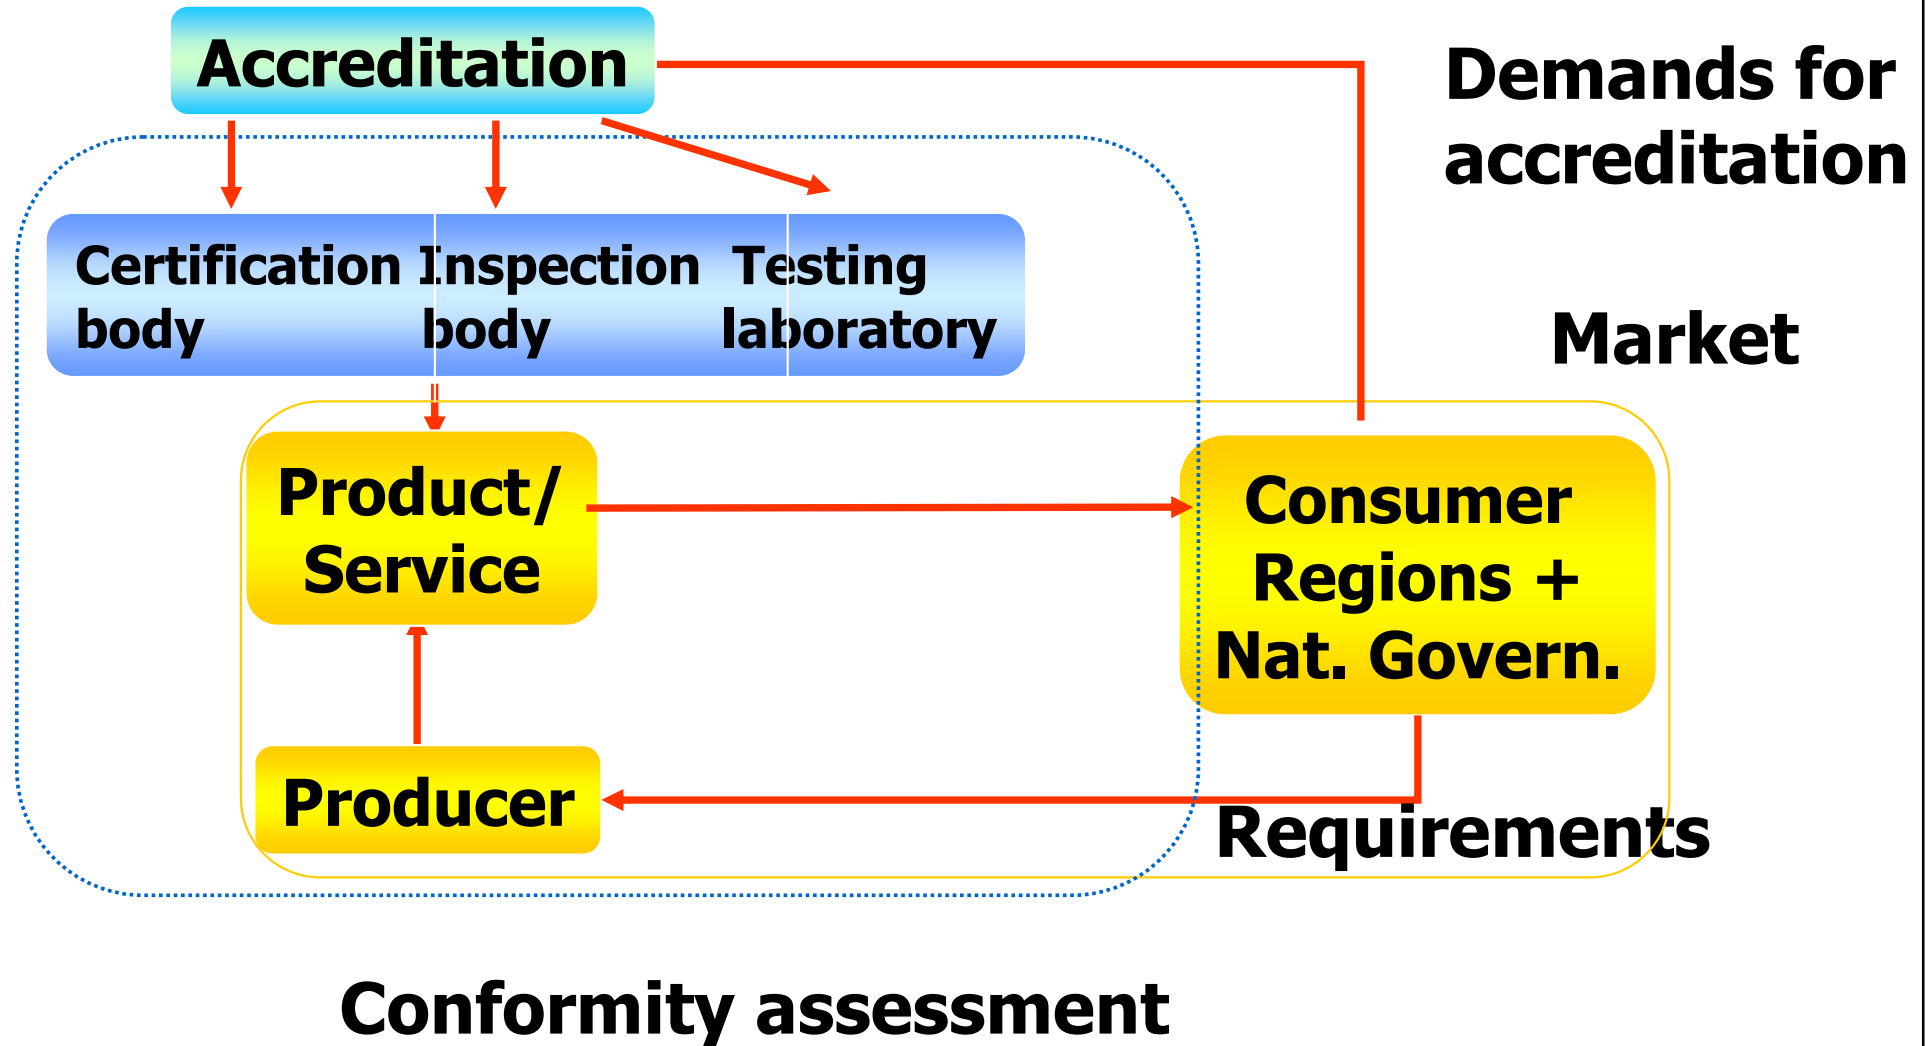 Accreditation
Demands for
accreditation
Certification Inspection Testing
body body laboratory
Market
Product/
Service
Consumer
Regions +
Nat. Govern.
Producer
Requirements
Conformity assessment